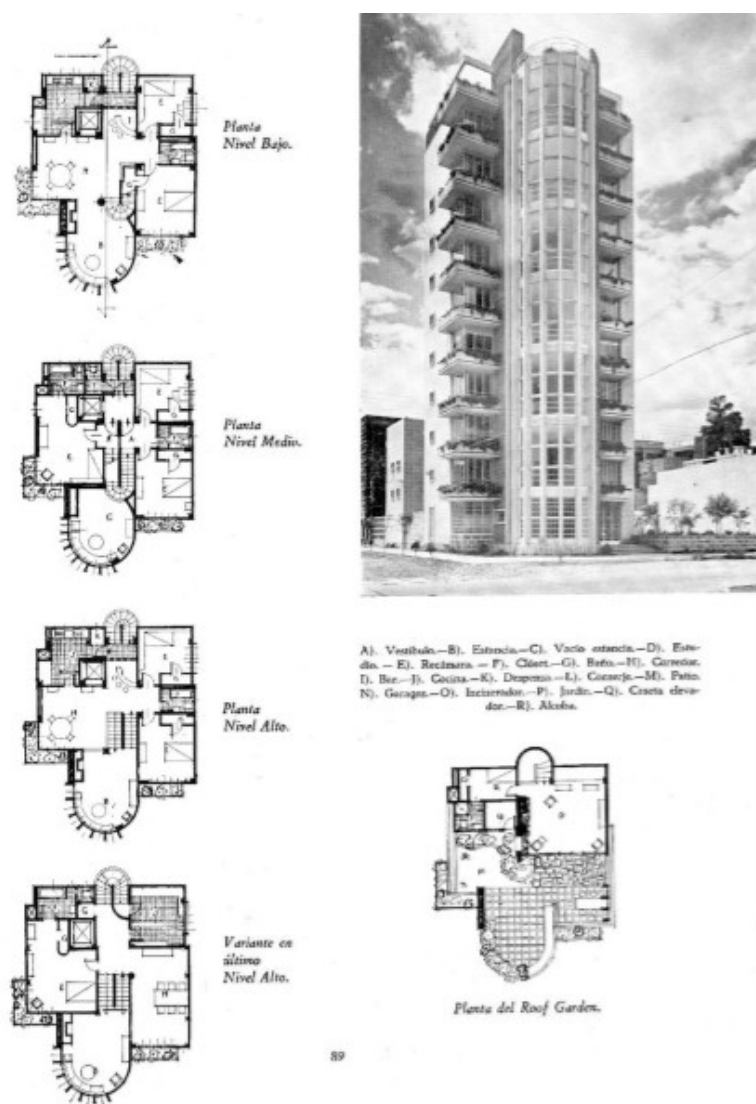 Planta
Nivel Bajo.
Planta
Nivel Medio.
Planta
Nivel Alto.
Variante en
último
Nivel Alto.
A). Vestíbulo.—B). Estancia.—C). Vacío estancia.—D). Estu-
dio. — E). Recámara. — F). Clóset.—G). Baño.—H). Comedor.
I). Bar.—J). Cocina.—K). Despensa.—L). Conserje.—M). Patio.
N). Garages.—O). Incinerador.—P). Jardín.—Q). Caseta eleva-
dor.—R). Alcoba.
Planta del Roof Garden.
89